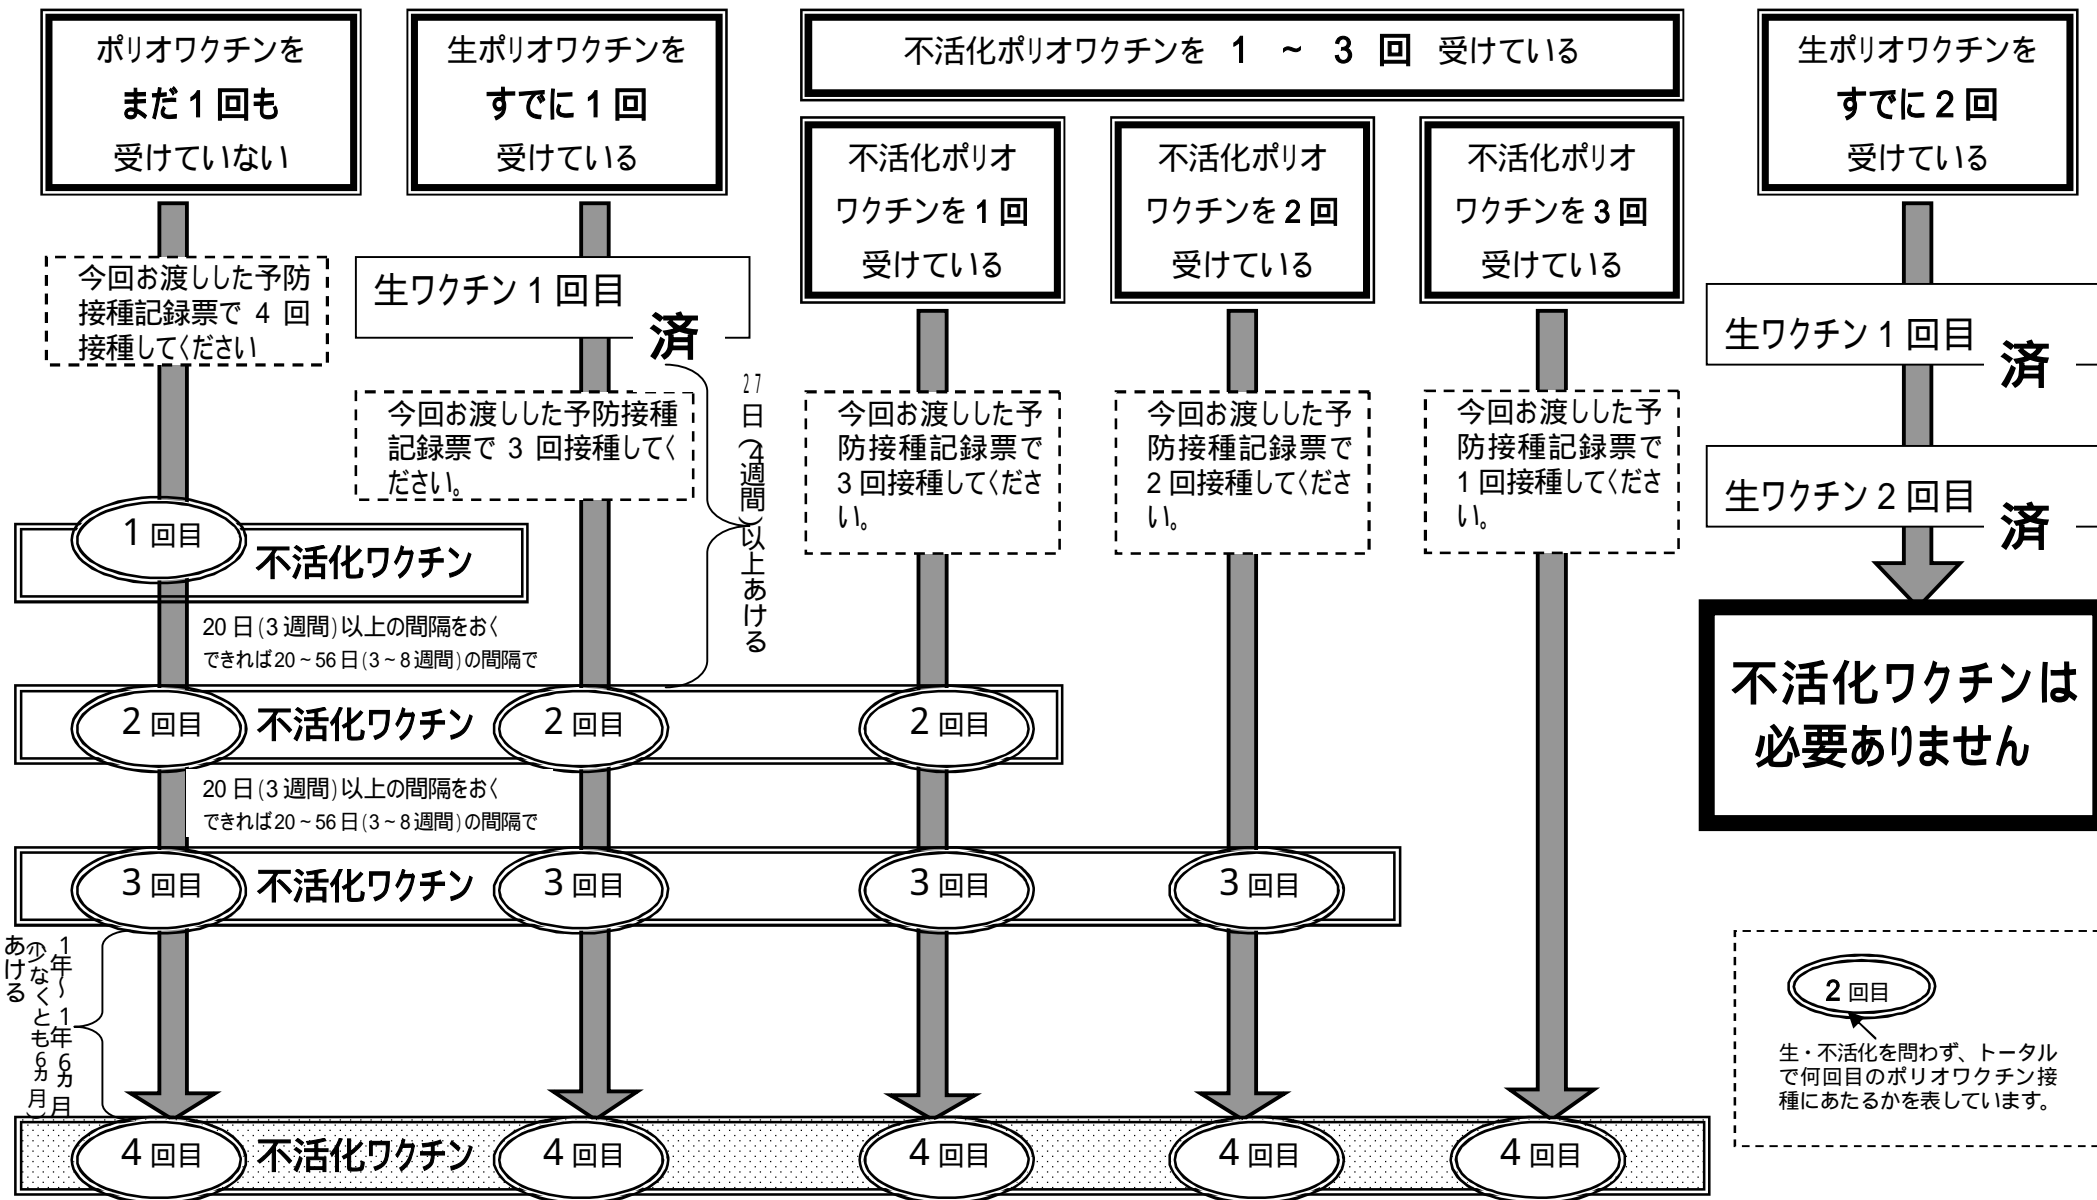 ポリオワクチンを
まだ1回も
受けていない
生ポリオワクチンを
すでに1回
受けている
不活化ポリオワクチンを 1 ～ 3 回 受けている
不活化ポリオ
ワクチンを1回
受けている
不活化ポリオ
ワクチンを2回
受けている
不活化ポリオ
ワクチンを3回
受けている
生ポリオワクチンを
すでに2回
受けている
今回お渡しした予防
接種記録票で 4 回
接種してください
生ワクチン1回目
済
今回お渡しした予防接種
記録票で 3 回接種してく
ださい。
27日(4週間)以上あける
今回お渡しした予
防接種記録票で
3回接種してくださ
い。
今回お渡しした予
防接種記録票で
2回接種してくださ
い。
今回お渡しした予
防接種記録票で
1回接種してくださ
い。
生ワクチン1回目
済
生ワクチン2回目
済
不活化ワクチンは
必要ありません
1回目
不活化ワクチン
20日(3週間)以上の間隔をおく
できれば20~56日(3~8週間)の間隔で
2回目
不活化ワクチン
2回目
2回目
20日(3週間)以上の間隔をおく
できれば20~56日(3~8週間)の間隔で
3回目
不活化ワクチン
3回目
3回目
3回目
1年～1年6ヵ月
(少なくとも6ヵ月)
あける
4回目
不活化ワクチン
4回目
4回目
4回目
4回目
2回目
生・不活化を問わず、トータル
で何回目のポリオワクチン接
種にあたるかを表しています。